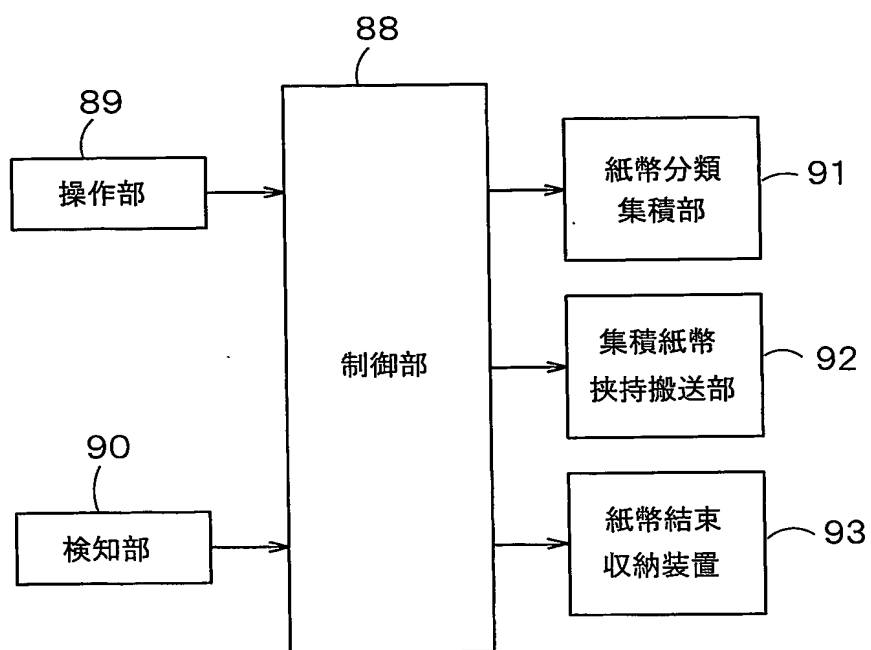 88
89
操作部
90
検知部
制御部
紙幣分類
集積部
91
集積紙幣
挟持搬送部
92
紙幣結束
収納装置
93